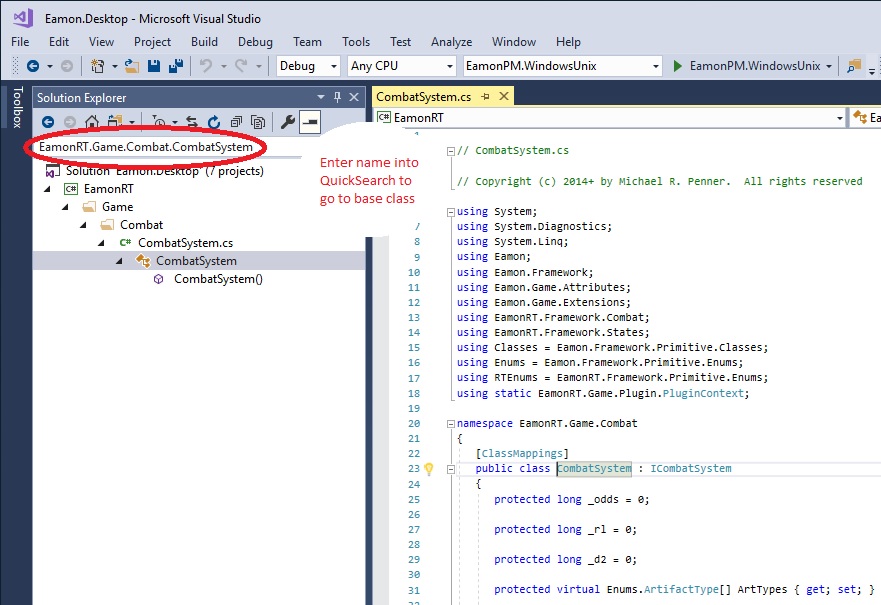 Eamon.Desktop - Microsoft Visual Studio
File Edit View Project Build Debug Team Tools Test Analyze Window Help
Debug Any CPU EamonPM.WindowsUnix EamonPM.WindowsUnix
Toolbox
Solution Explorer
EamonRT.Game.Combat.CombatSystem
Solution 'Eamon.Desktop' (7 projects)
C# EamonRT
Game
Combat
C# CombatSystem.cs
CombatSystem
CombatSystem()
Enter name into
QuickSearch to
go to base class
CombatSystem.cs
C# EamonRT Ea
// CombatSystem.cs
// Copyright (c) 2014+ by Michael R. Penner. All rights reserved
using System;
7 using System.Diagnostics;
8 using System.Linq;
9 using Eamon;
10 using Eamon.Framework;
11 using Eamon.Game.Attributes;
12 using Eamon.Game.Extensions;
13 using EamonRT.Framework.Combat;
14 using EamonRT.Framework.States;
15 using Classes = Eamon.Framework.Primitive.Classes;
16 using Enums = Eamon.Framework.Primitive.Enums;
17 using RTEnums = EamonRT.Framework.Primitive.Enums;
18 using static EamonRT.Game.Plugin.PluginContext;
19
20 namespace EamonRT.Game.Combat
21 {
22 [ClassMappings]
23 public class CombatSystem : ICombatSystem
24 {
25 protected long _odds = 0;
26
27 protected long _rl = 0;
28
29 protected long _d2 = 0;
30
31 protected virtual Enums.ArtifactType[] ArtTypes { get; set; }